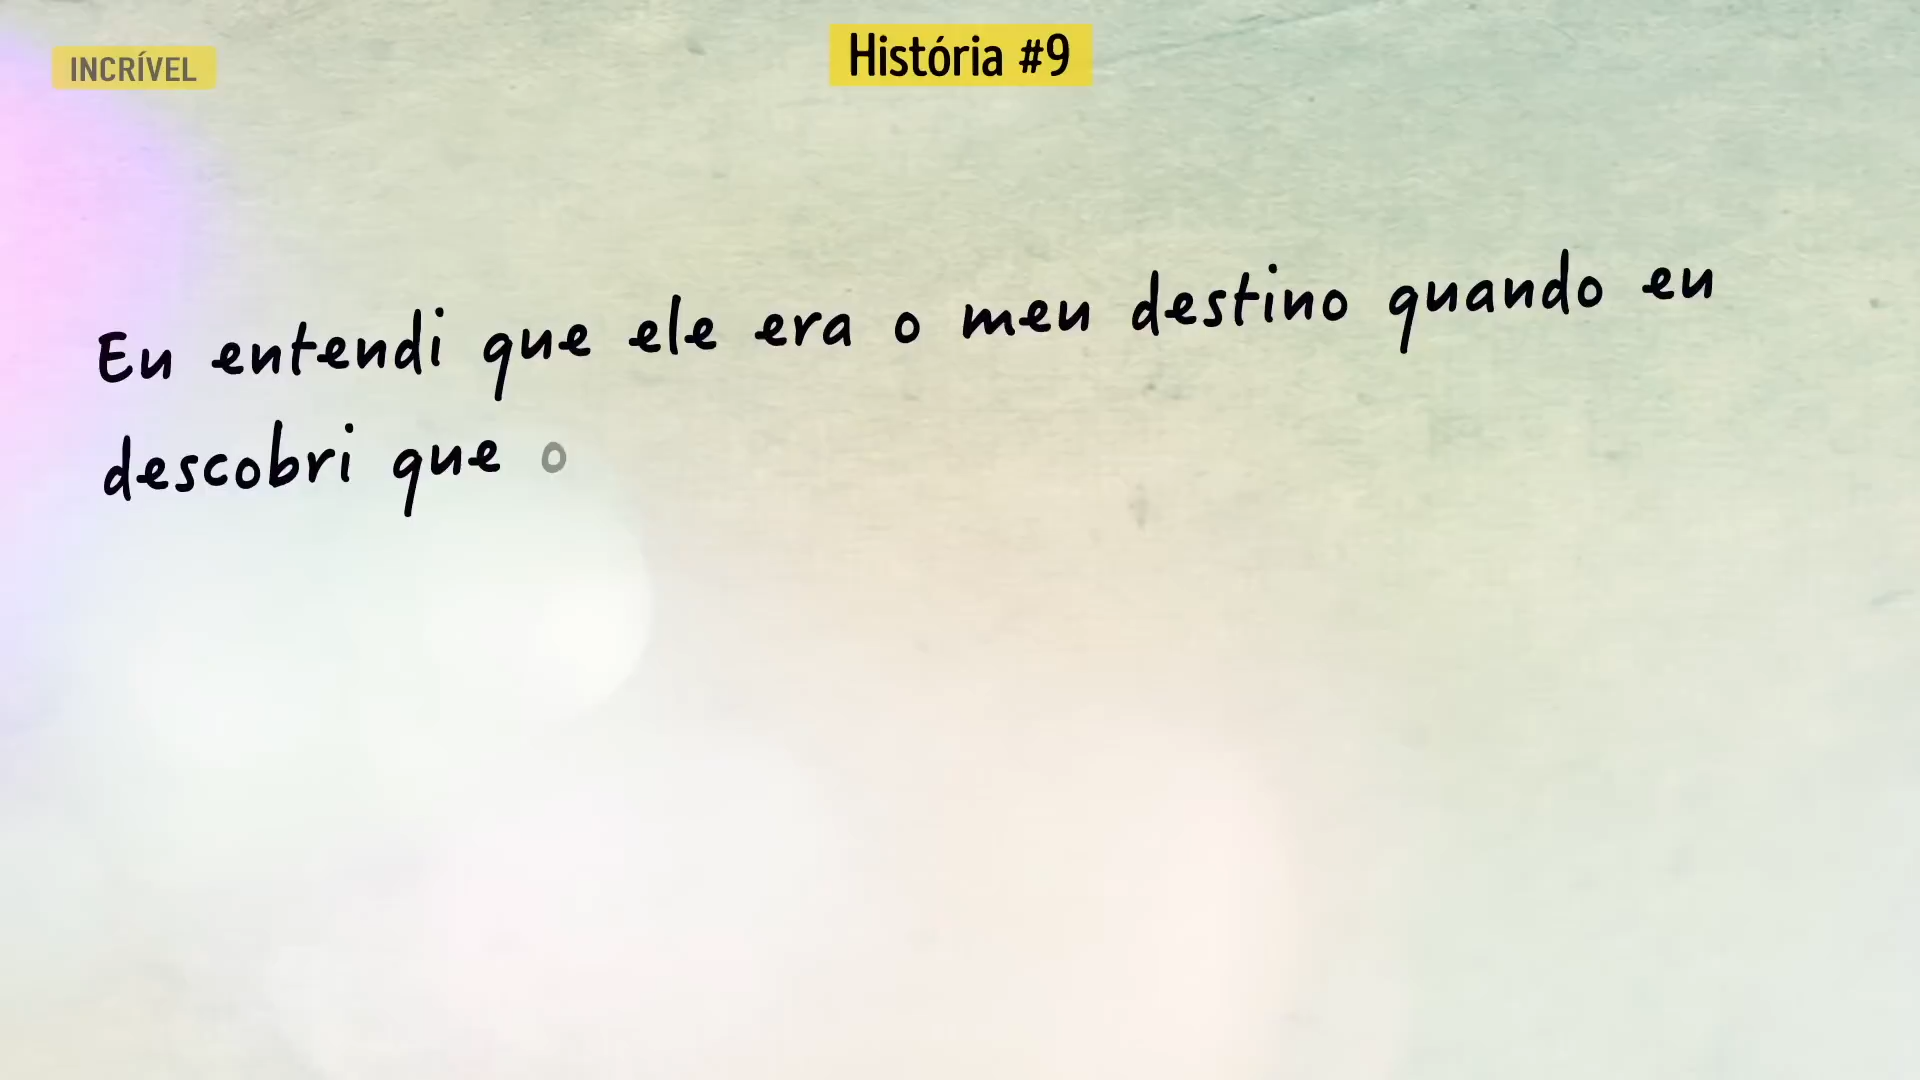 História #9
INCRÍVEL
Eu entendi que ele era o meu destino quando eu
descobri que o